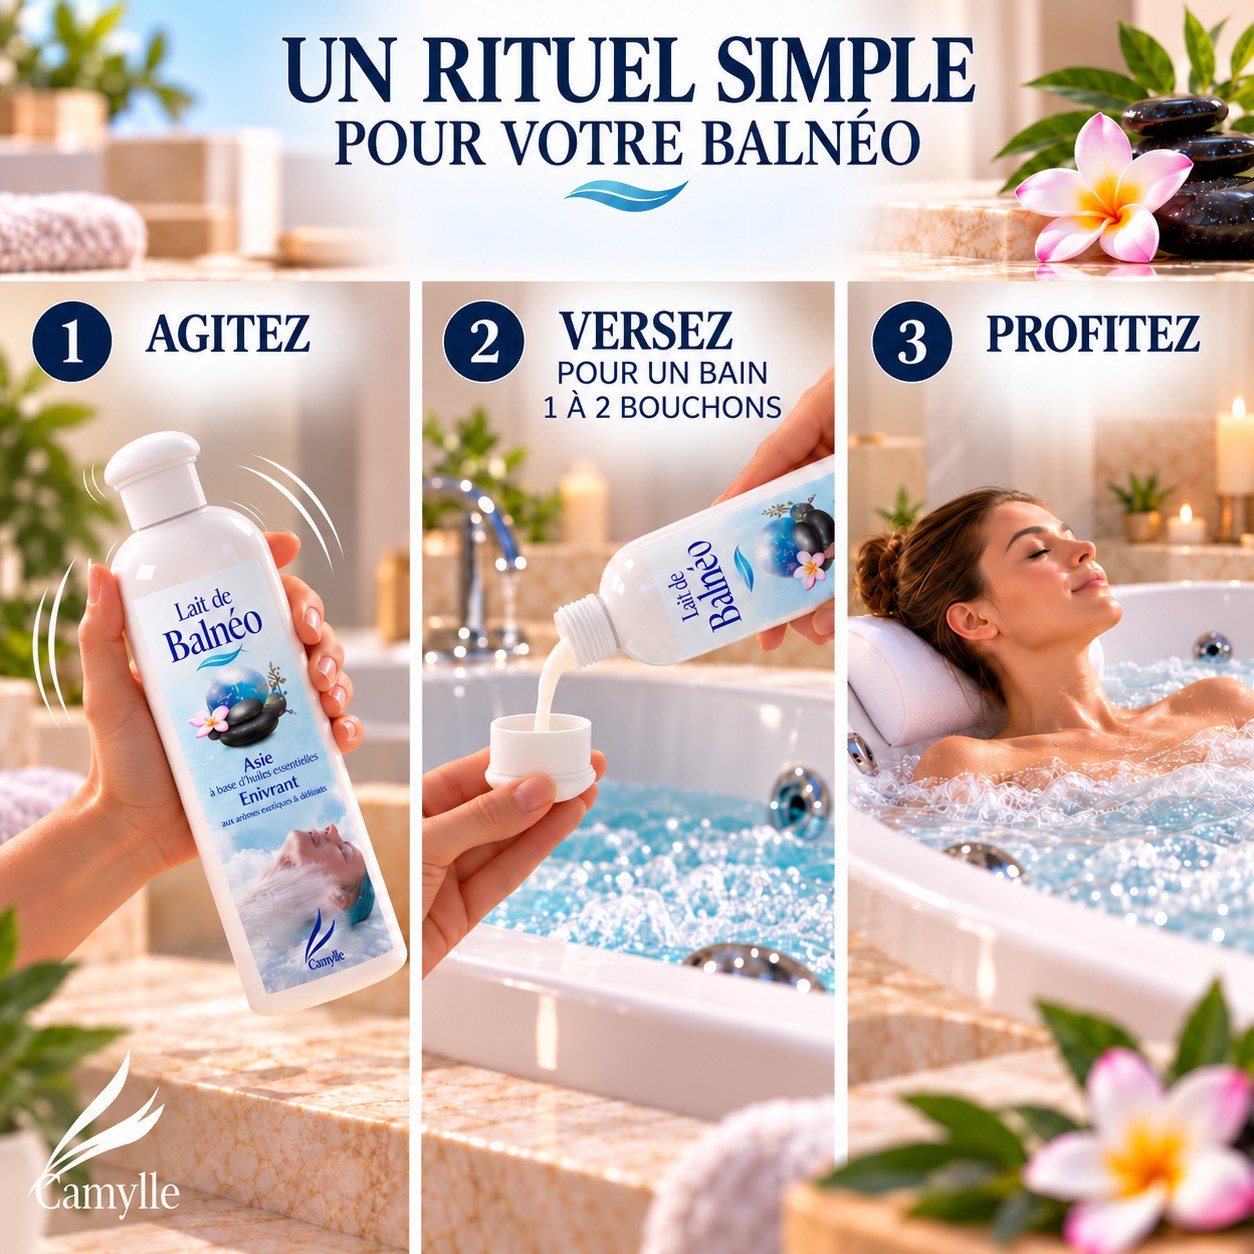 UN RITUEL SIMPLE
POUR VOTRE BALNÉO
1 AGITEZ
Lait de
Balnéo
Asie
à base d'huiles essentielles
Enivrant
aux arômes exotiques & délassants
Camylle
Camylle
2 VERSEZ
POUR UN BAIN
1 À 2 BOUCHONS
Lait de
Balnéo
3 PROFITEZ